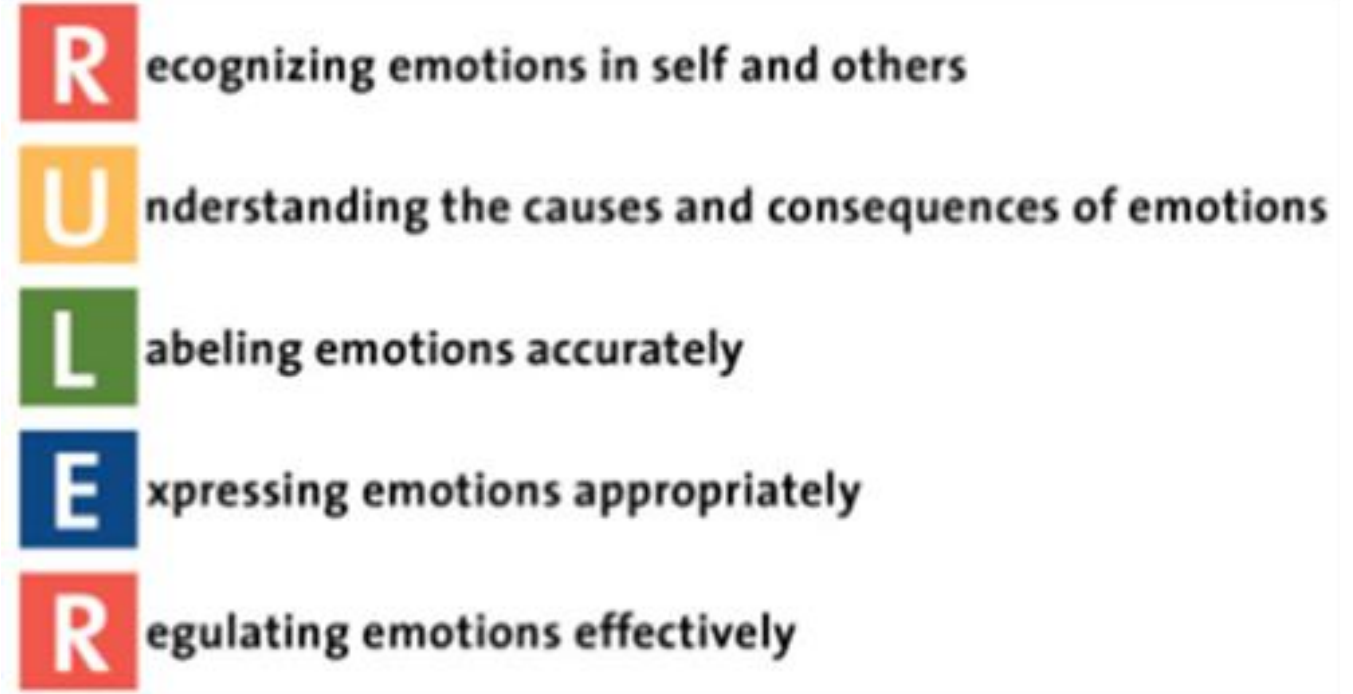 Recognizing emotions in self and others
Understanding the causes and consequences of emotions
Labeling emotions accurately
Expressing emotions appropriately
Regulating emotions effectively